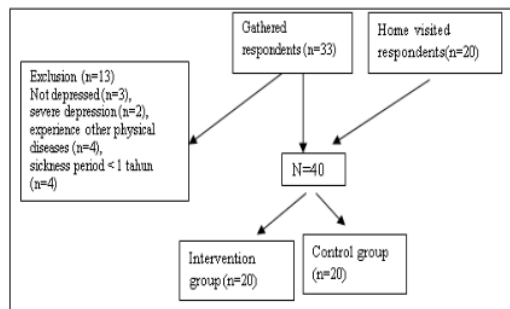 Gathered
respondents (n=33)
Home visited
respondents(n=20)
Exclusion (n=13)
Not depressed (n=3),
severe depression (n=2),
experience other physical
diseases (n=4),
sickness period < 1 tahun
(n=4)
N=40
Intervention
group (n=20)
Control group
(n=20)